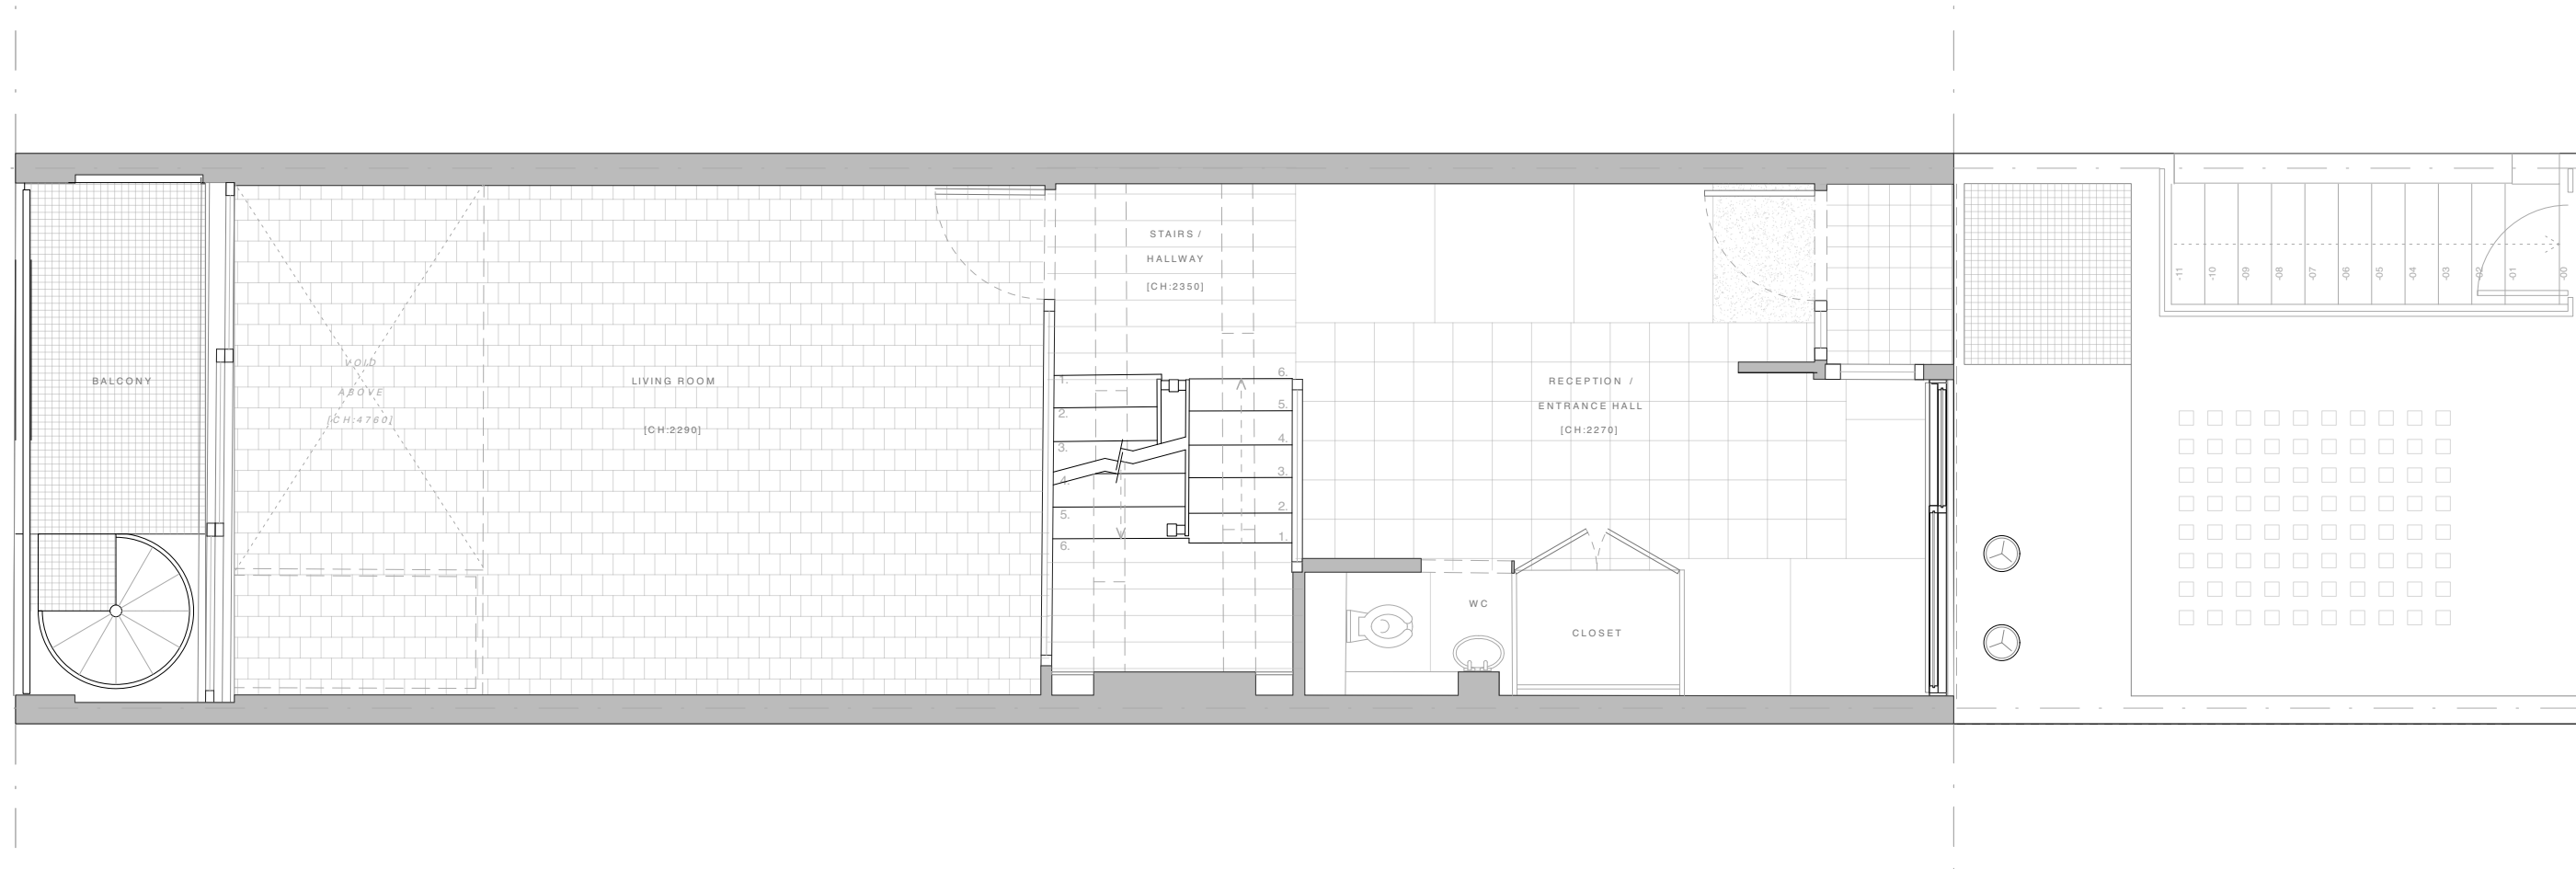 BALCONY
VOID
ABOVE
[CH:4760]
LIVING ROOM
[CH:2290]
STAIRS /
HALLWAY
[CH:2350]
1.
2.
3.
4.
5.
6.
6.
5.
4.
3.
2.
1.
RECEPTION /
ENTRANCE HALL
[CH:2270]
WC
CLOSET
-11
-10
-09
-08
-07
-06
-05
-04
-03
-02
-01
-00